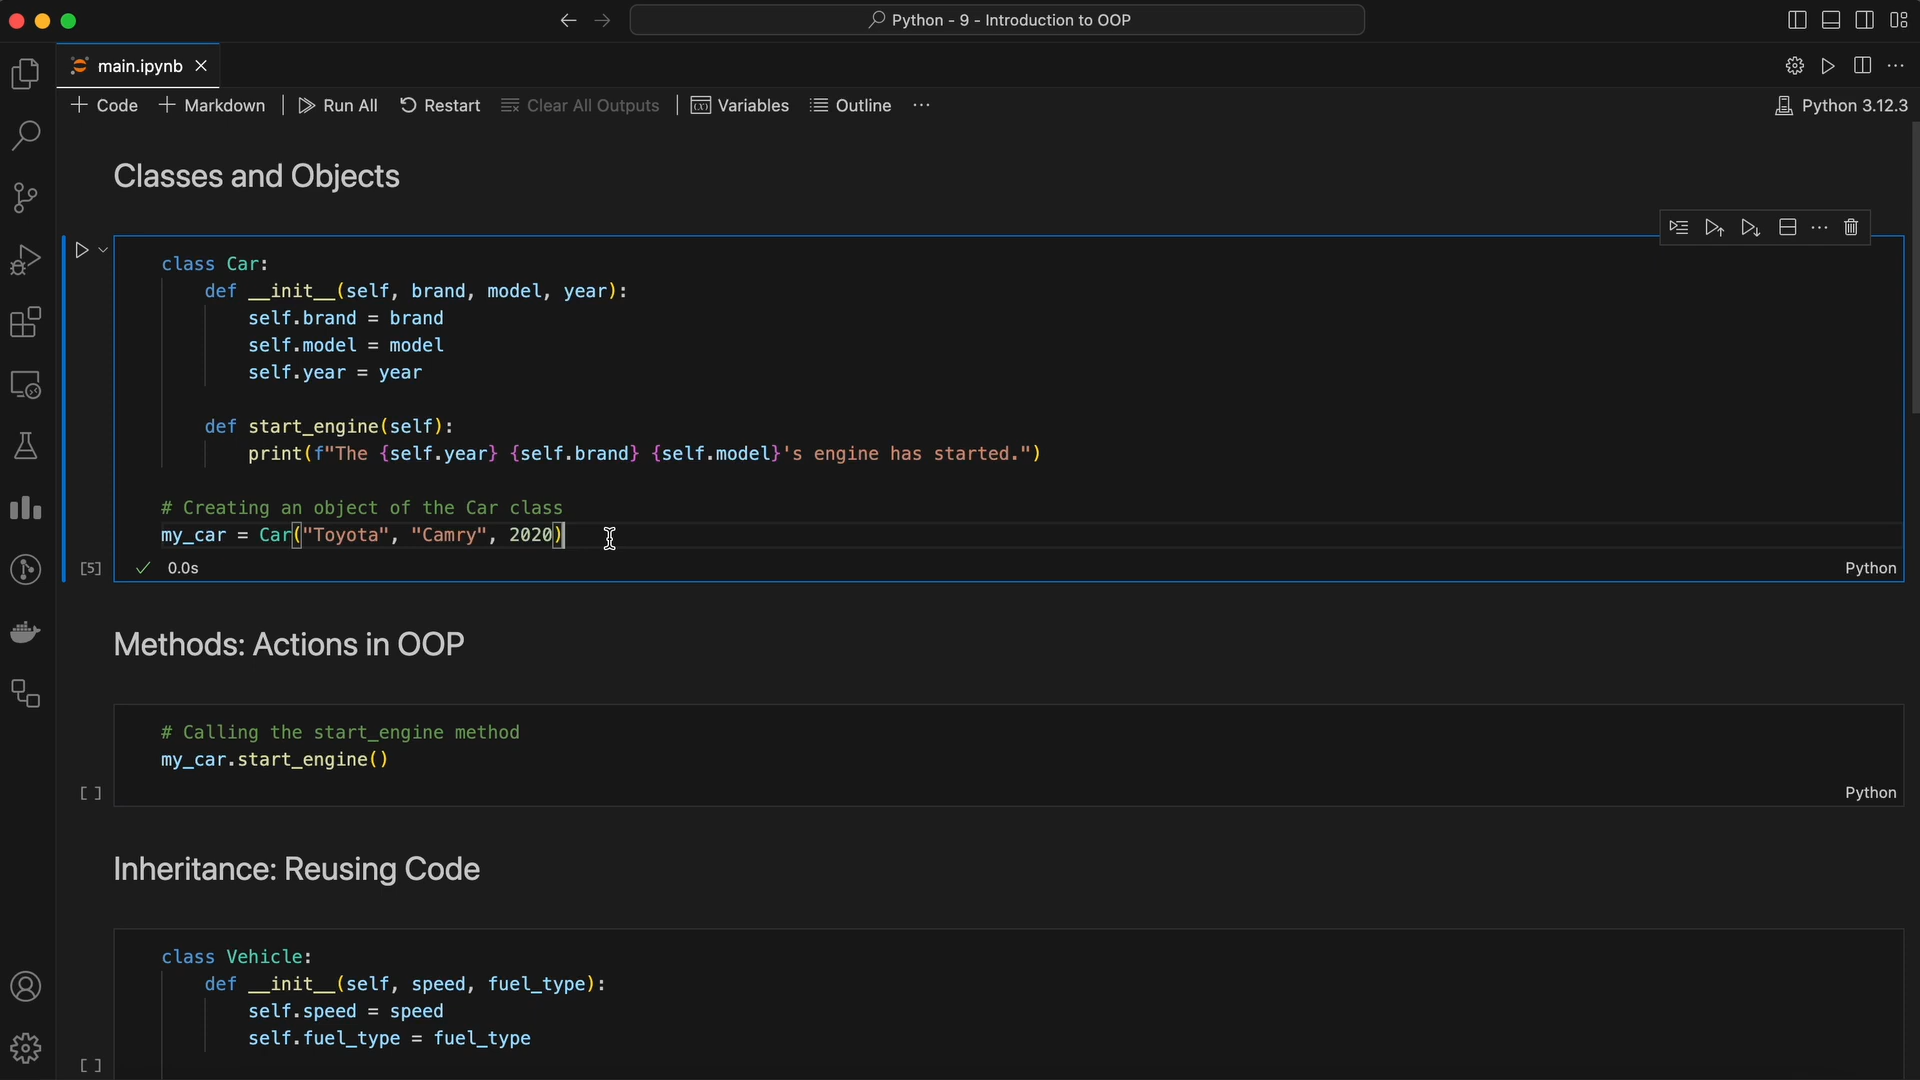 Python - 9 - Introduction to OOP
main.ipynb
Code Markdown Run All Restart Clear All Outputs Variables Outline ··· Python 3.12.3
Classes and Objects
class Car:
    def __init__(self, brand, model, year):
        self.brand = brand
        self.model = model
        self.year = year
    def start_engine(self):
        print(f"The {self.year} {self.brand} {self.model}'s engine has started.")
# Creating an object of the Car class
my_car = Car("Toyota", "Camry", 2020)
[5] 0.0s Python
Methods: Actions in OOP
# Calling the start_engine method
my_car.start_engine()
[ ] Python
Inheritance: Reusing Code
class Vehicle:
    def __init__(self, speed, fuel_type):
        self.speed = speed
        self.fuel_type = fuel_type
[ ]